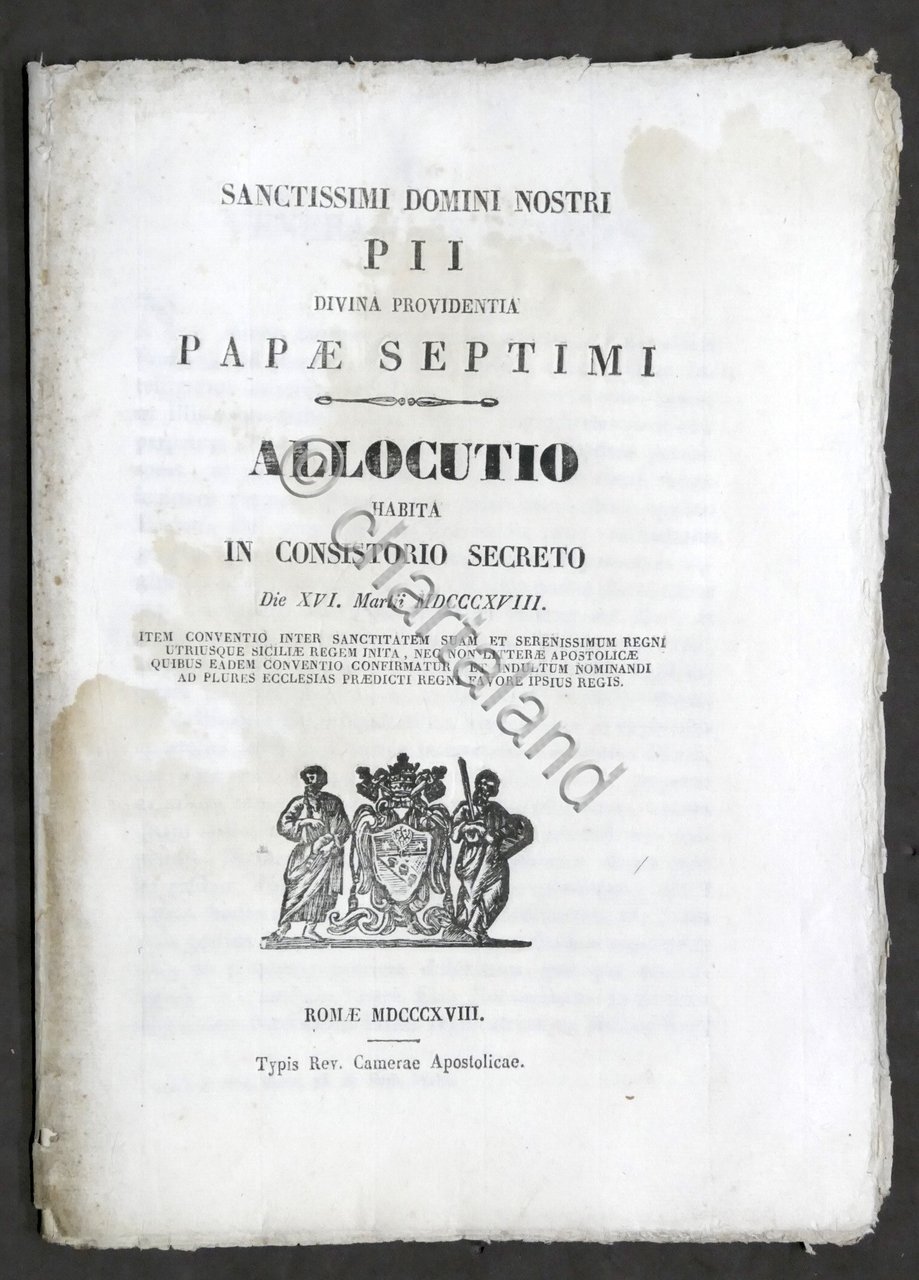 SANCTISSIMI DOMINI NOSTRI
PII
DIVINA PROVIDENTIA
PAPÆ SEPTIMI
ALLOCUTIO
HABITA
IN CONSISTORIO SECRETO
Die XVI. Martii MDCCCXVIII.
ITEM CONVENTIO INTER SANCTITATEM SUAM ET SERENISSIMUM REGNI
UTRIUSQUE SICILIÆ REGEM INITA, NEC NON LITTERÆ APOSTOLICÆ
QUIBUS EADEM CONVENTIO CONFIRMATUR, ET INDULTUM NOMINANDI
AD PLURES ECCLESIAS PRÆDICTI REGNI FAVORE IPSIUS REGIS.
ROMÆ MDCCCXVIII.
Typis Rev. Camerae Apostolicae.
© chartaland